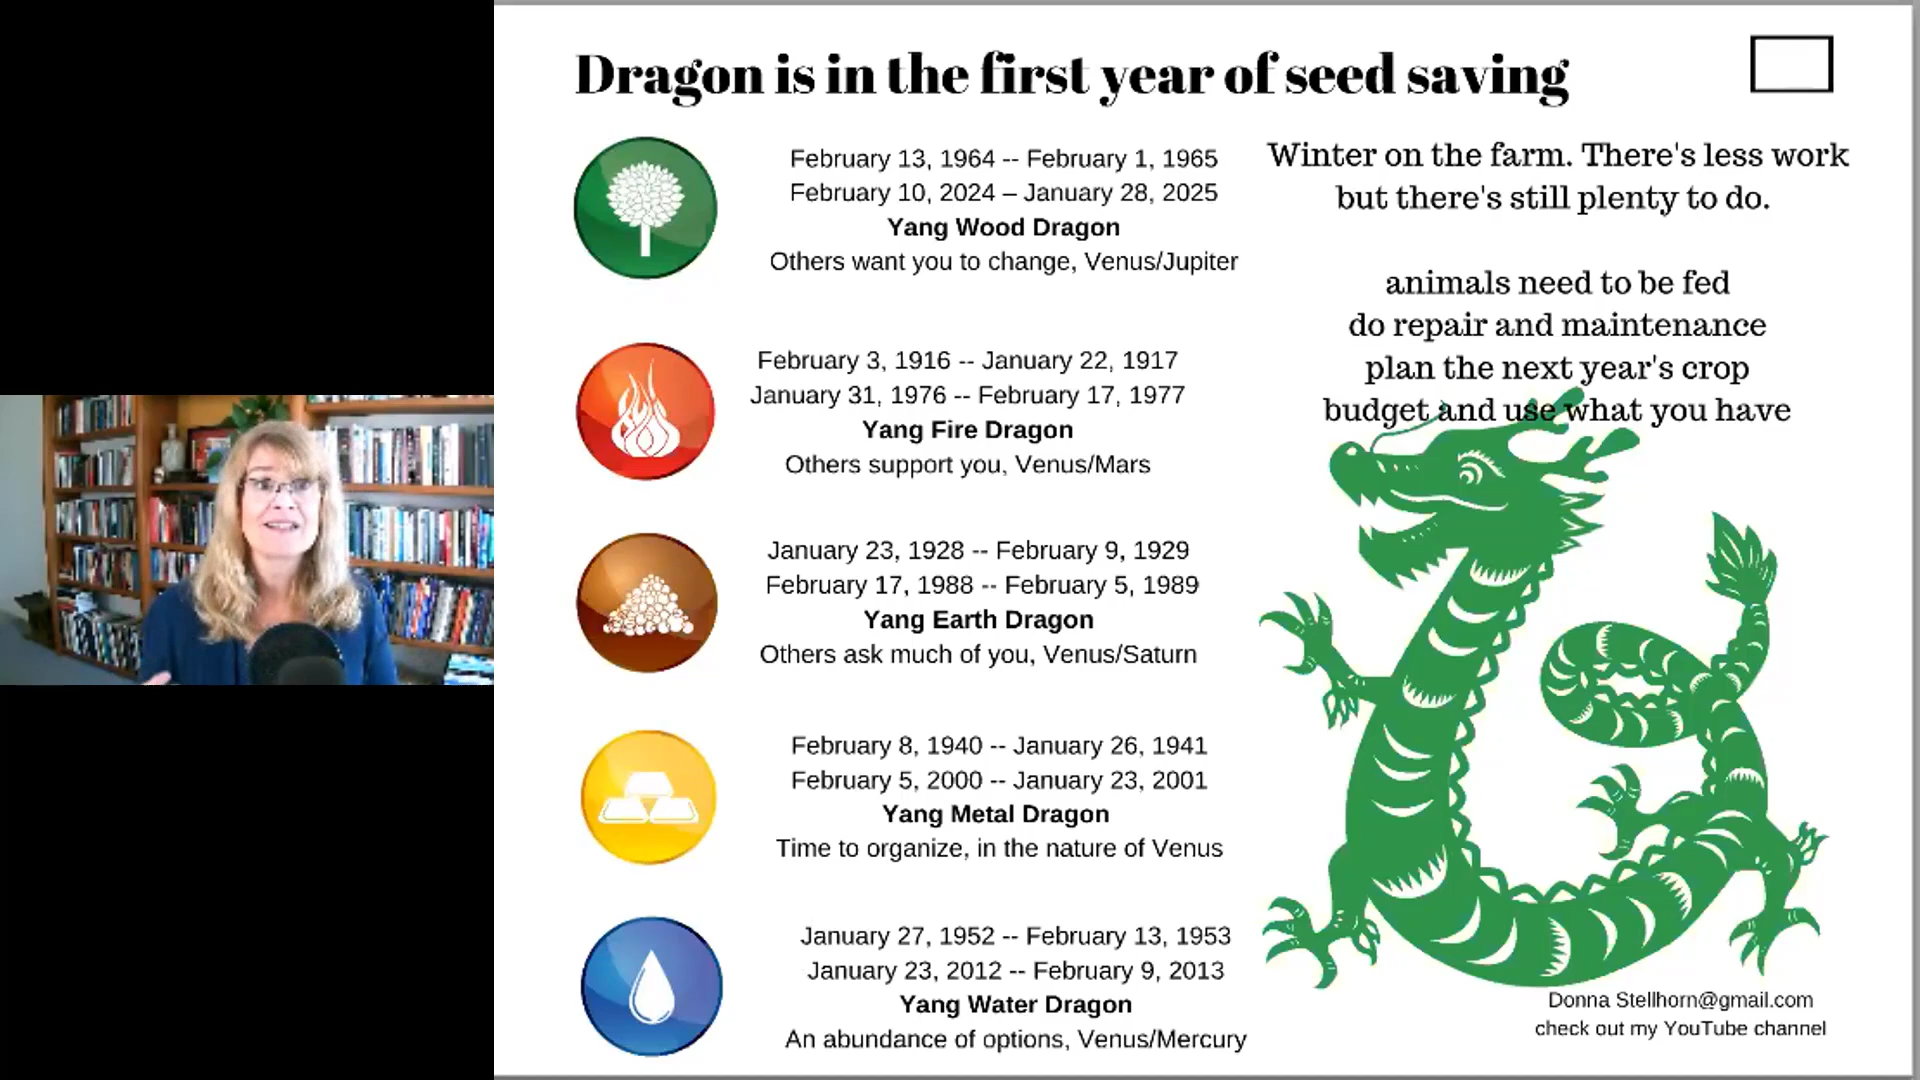 Dragon is in the first year of seed saving
February 13, 1964 -- February 1, 1965
February 10, 2024 – January 28, 2025
Yang Wood Dragon
Others want you to change, Venus/Jupiter
February 3, 1916 -- January 22, 1917
January 31, 1976 -- February 17, 1977
Yang Fire Dragon
Others support you, Venus/Mars
January 23, 1928 -- February 9, 1929
February 17, 1988 -- February 5, 1989
Yang Earth Dragon
Others ask much of you, Venus/Saturn
February 8, 1940 -- January 26, 1941
February 5, 2000 -- January 23, 2001
Yang Metal Dragon
Time to organize, in the nature of Venus
January 27, 1952 -- February 13, 1953
January 23, 2012 -- February 9, 2013
Yang Water Dragon
An abundance of options, Venus/Mercury
Winter on the farm. There's less work
but there's still plenty to do.
animals need to be fed
do repair and maintenance
plan the next year's crop
budget and use what you have
Donna Stellhorn@gmail.com
check out my YouTube channel